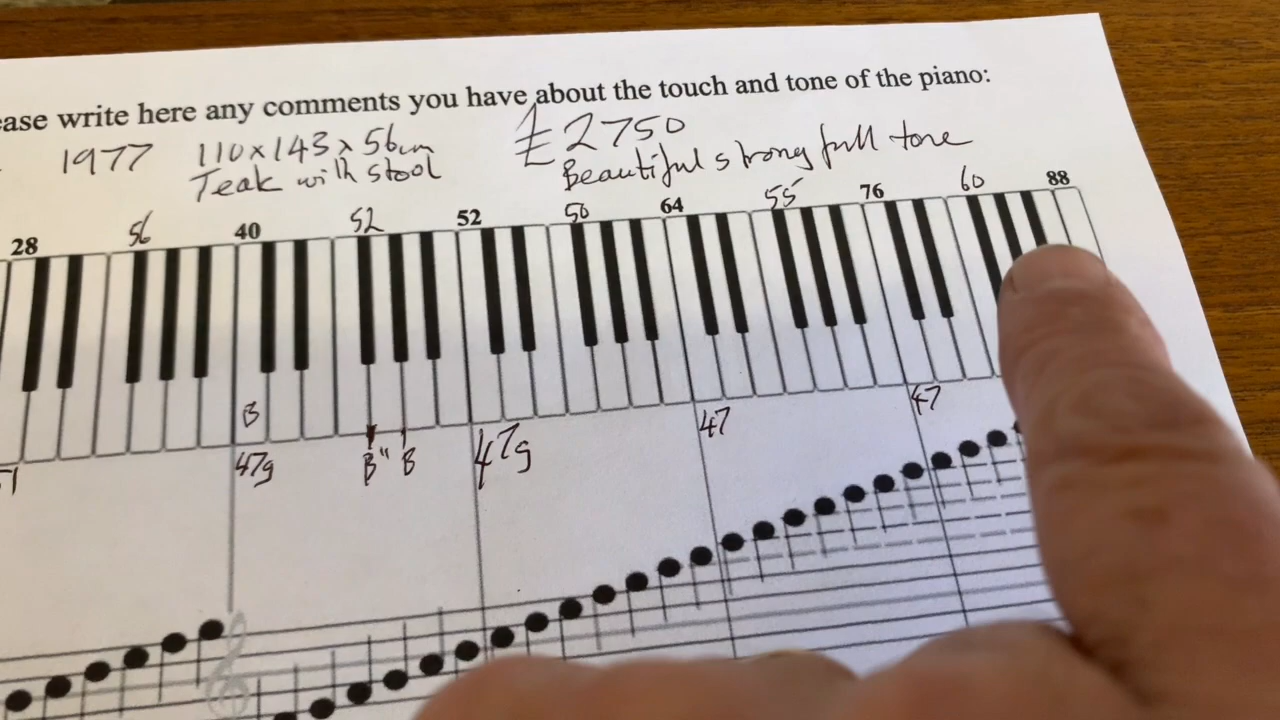 ease write here any comments you have about the touch and tone of the piano:
1977 110x143x56cm £2750
Teak with stool Beautiful strong full tone
28 56 40 52 52 50 64 55 76 60 88
B
47g B" B 47g 47 47